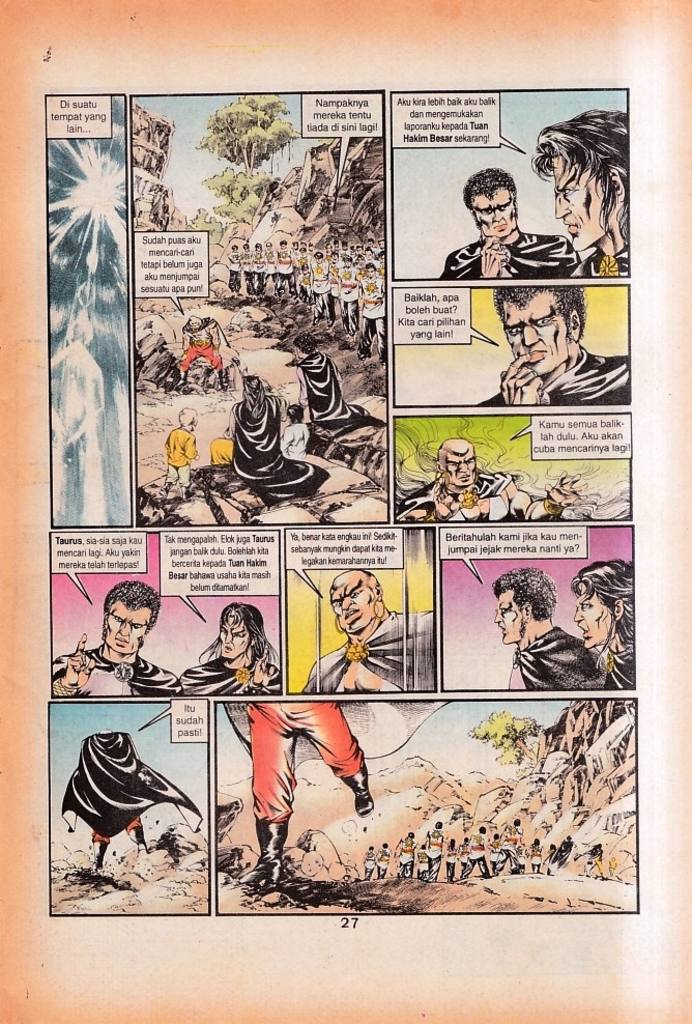 Di suatu
tempat yang
lain...
Nampaknya
mereka tentu
tiada di sini lagi!
Sudah puas aku
mencari-cari
tetapi belum juga
aku menjumpai
sesuatu apa pun!
Aku kira lebih baik aku balik
dan mengemukakan
laporanku kepada Tuan
Hakim Besar sekarang!
Baiklah, apa
boleh buat?
Kita cari pilihan
yang lain!
Kamu semua balik-
lah dulu. Aku akan
cuba mencarinya lagi!
Taurus, sia-sia saja kau
mencari lagi. Aku yakin
mereka telah terlepas!
Tak mengapalah. Elok juga Taurus
jangan balik dulu. Bolehlah kita
bercerita kepada Tuan Hakim
Besar bahawa usaha kita masih
belum ditamatkan!
Ya, benar kata engkau ini! Sedikit-
sebanyak mungkin dapat kita me-
legakan kemarahannya itu!
Beritahulah kami jika kau men-
jumpai jejak mereka nanti ya?
Itu
sudah
pasti!
27